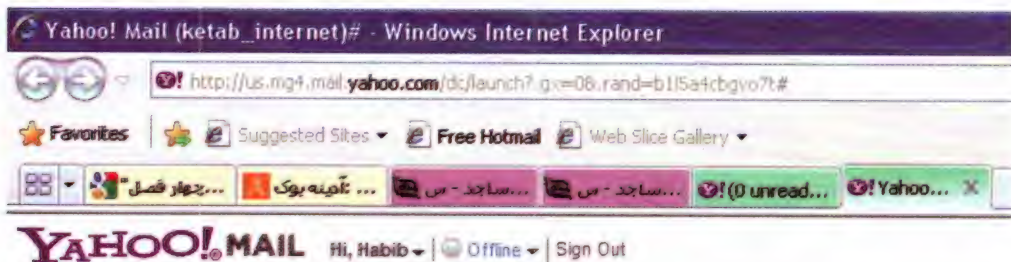 Yahoo! Mail (ketab_internet)# - Windows Internet Explorer
http://us.mg4.mail.yahoo.com/dc/launch?.gx=0&.rand=b1l5a4cbgvo7t#
Favorites Suggested Sites Free Hotmail Web Slice Gallery
چهار فصل"... آدینه بوک: ... ساجد - س... ساجد - س... (0 unread... Yahoo...
YAHOO! MAIL Hi, Habib Offline Sign Out